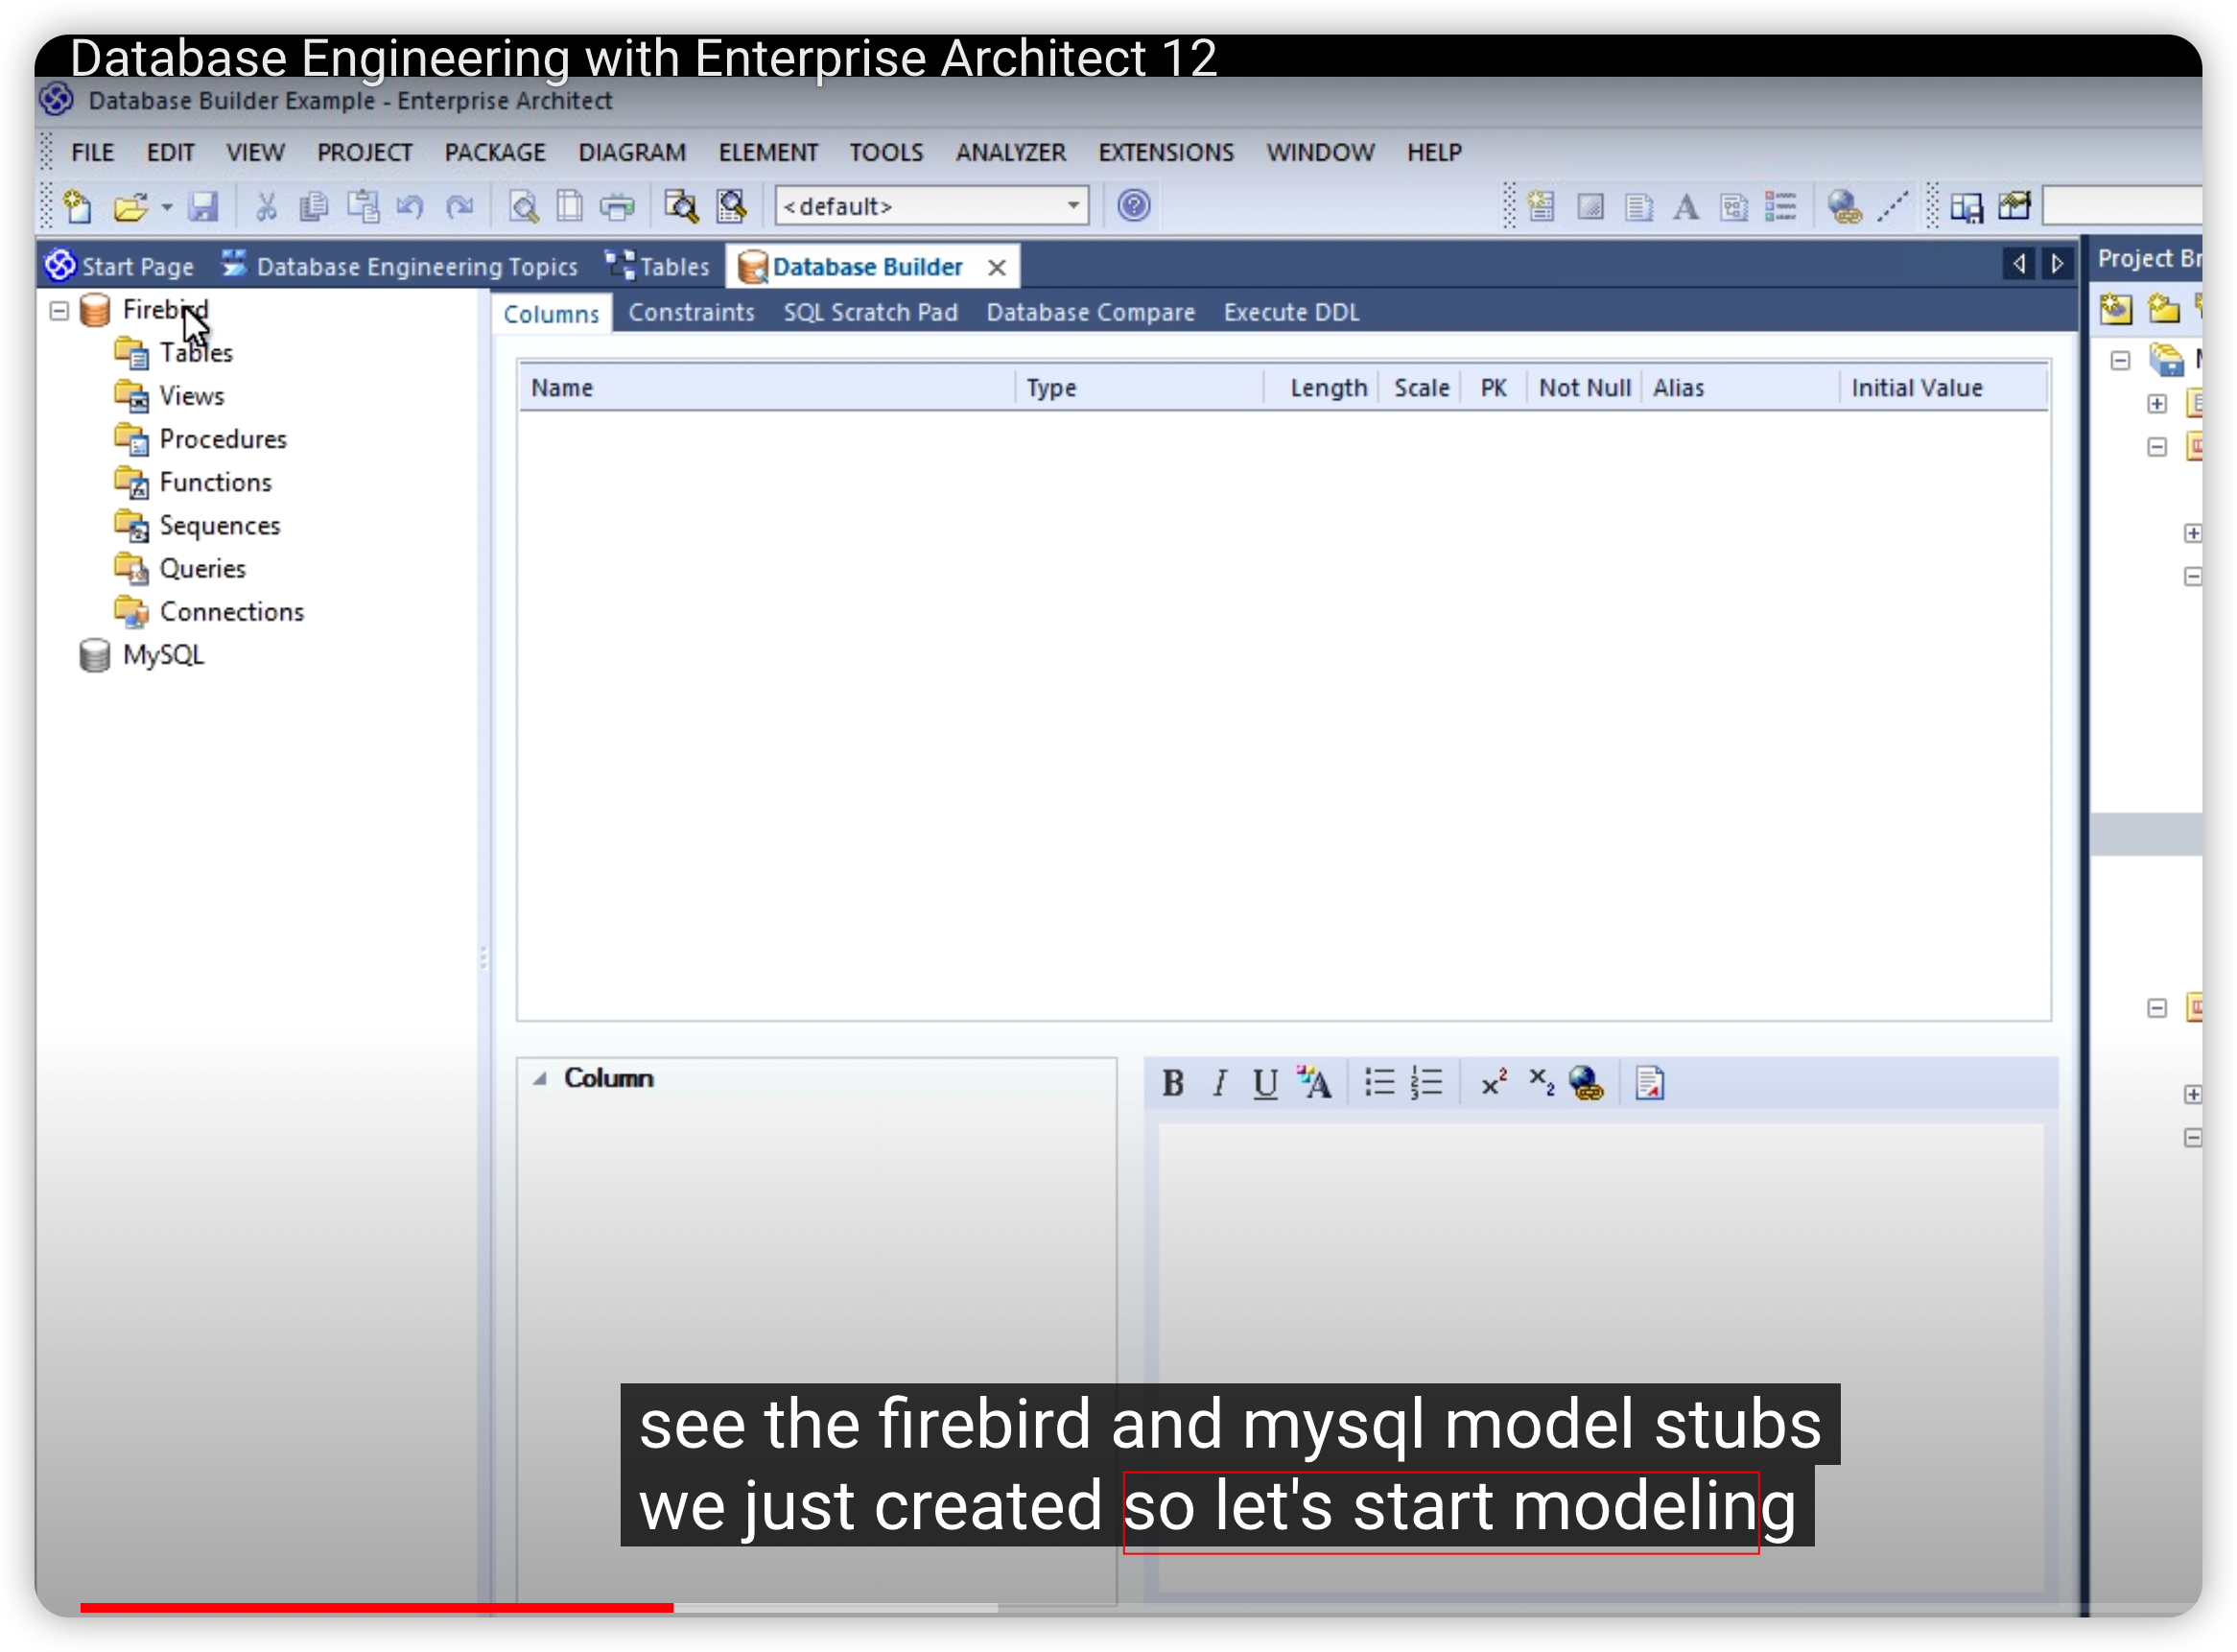 Database Engineering with Enterprise Architect 12
Database Builder Example - Enterprise Architect
FILE EDIT VIEW PROJECT PACKAGE DIAGRAM ELEMENT TOOLS ANALYZER EXTENSIONS WINDOW HELP
<default>
Start Page Database Engineering Topics Tables Database Builder
Project Br
Firebird
Tables
Views
Procedures
Functions
Sequences
Queries
Connections
MySQL
Columns Constraints SQL Scratch Pad Database Compare Execute DDL
Name Type Length Scale PK Not Null Alias Initial Value
Column
B I U A x² x₂
see the firebird and mysql model stubs
we just created so let's start modeling